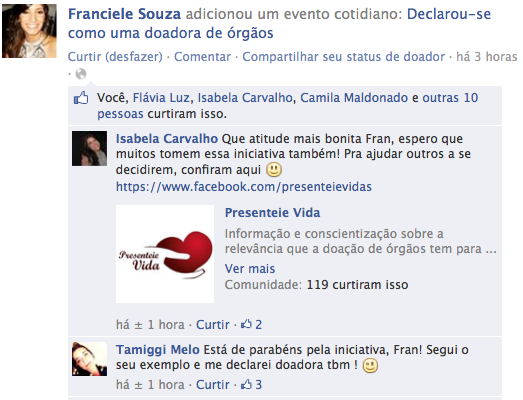 Franciele Souza adicionou um evento cotidiano: Declarou-se
como uma doadora de órgãos
Curtir (desfazer) · Comentar · Compartilhar seu status de doador · há 3 horas
·
Você, Flávia Luz, Isabela Carvalho, Camila Maldonado e outras 10
pessoas curtiram isso.
Isabela Carvalho Que atitude mais bonita Fran, espero que
muitos tomem essa iniciativa também! Pra ajudar outros a se
decidirem, confiram aqui
https://www.facebook.com/presenteievidas
Presenteie
Vida
Presenteie Vida
Informação e conscientização sobre a
relevância que a doação de órgãos tem para ...
Ver mais
Comunidade: 119 curtiram isso
há ± 1 hora · Curtir · 2
Tamiggi Melo Está de parabéns pela iniciativa, Fran! Segui o
seu exemplo e me declarei doadora tbm !
há ± 1 hora · Curtir · 3